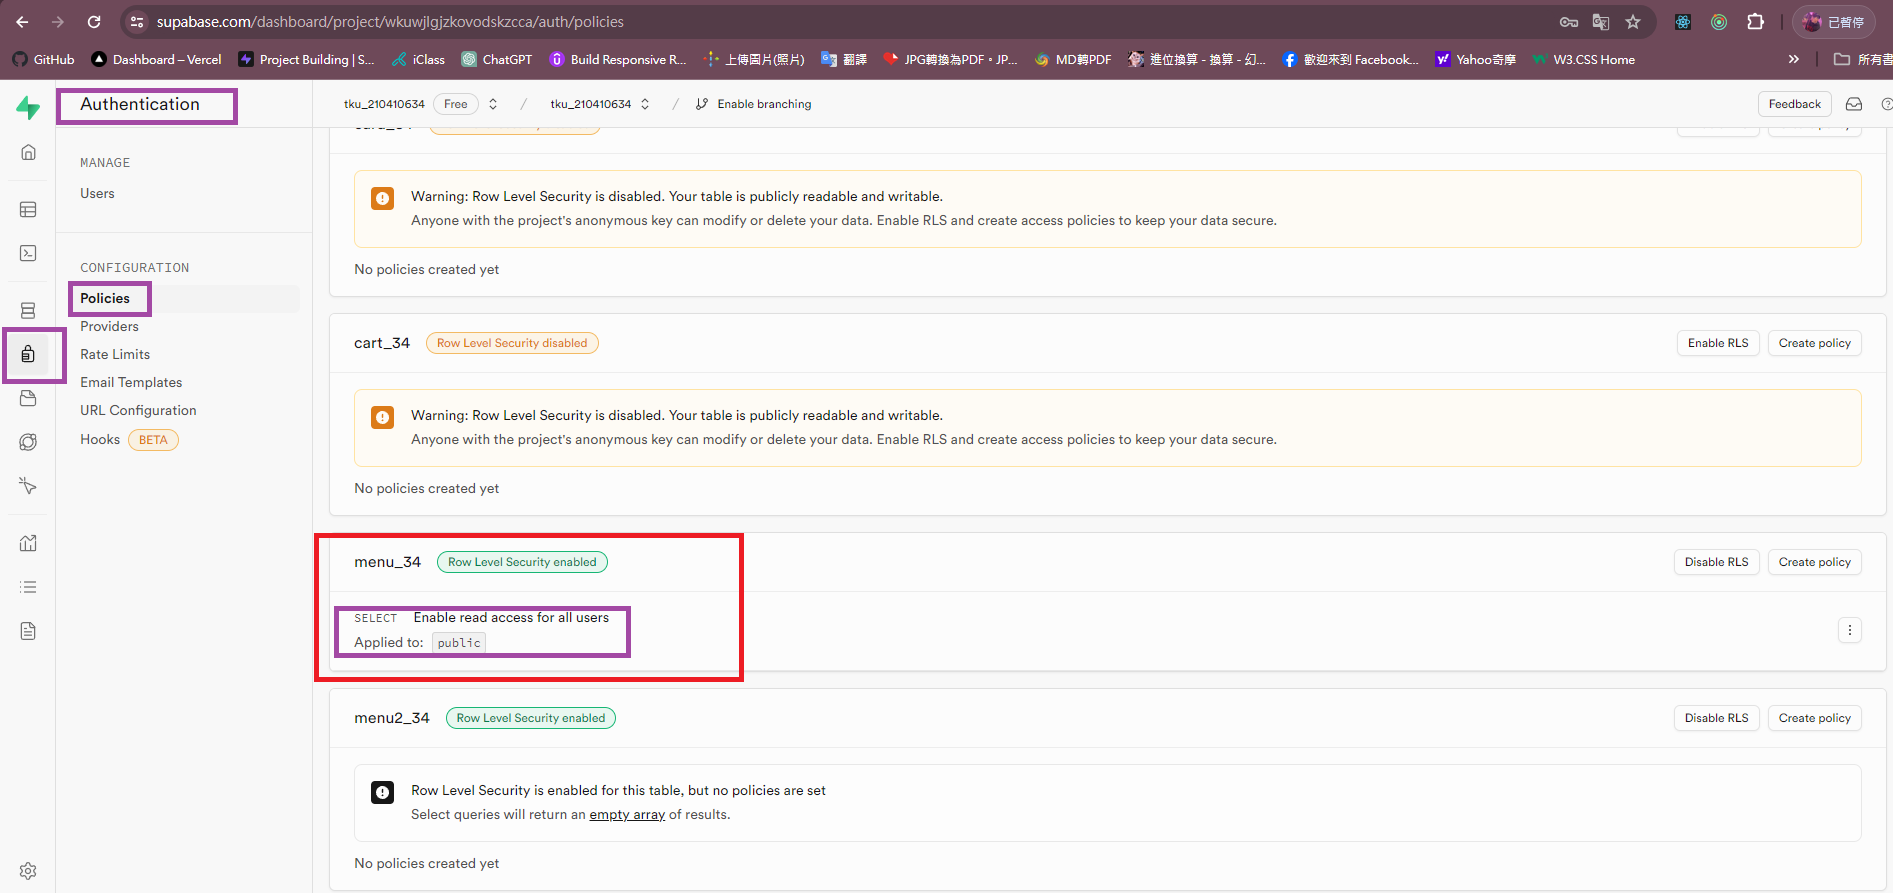 supabase.com/dashboard/project/wkuwjlgjzkovodskzcca/auth/policies
已暫停
GitHub
Dashboard – Vercel
Project Building | S...
iClass
ChatGPT
Build Responsive R...
上傳圖片(照片)
翻譯
JPG轉換為PDF。JP...
MD轉PDF
進位換算 - 換算 - 幻...
歡迎來到 Facebook...
Yahoo奇摩
W3.CSS Home
»
所有書
Authentication
tku_210410634 Free / tku_210410634 / Enable branching
Feedback
MANAGE
Users
CONFIGURATION
Policies
Providers
Rate Limits
Email Templates
URL Configuration
Hooks BETA
Warning: Row Level Security is disabled. Your table is publicly readable and writable.
Anyone with the project's anonymous key can modify or delete your data. Enable RLS and create access policies to keep your data secure.
No policies created yet
cart_34 Row Level Security disabled
Enable RLS Create policy
Warning: Row Level Security is disabled. Your table is publicly readable and writable.
Anyone with the project's anonymous key can modify or delete your data. Enable RLS and create access policies to keep your data secure.
No policies created yet
menu_34 Row Level Security enabled
Disable RLS Create policy
SELECT Enable read access for all users
Applied to: public
menu2_34 Row Level Security enabled
Disable RLS Create policy
Row Level Security is enabled for this table, but no policies are set
Select queries will return an empty array of results.
No policies created yet